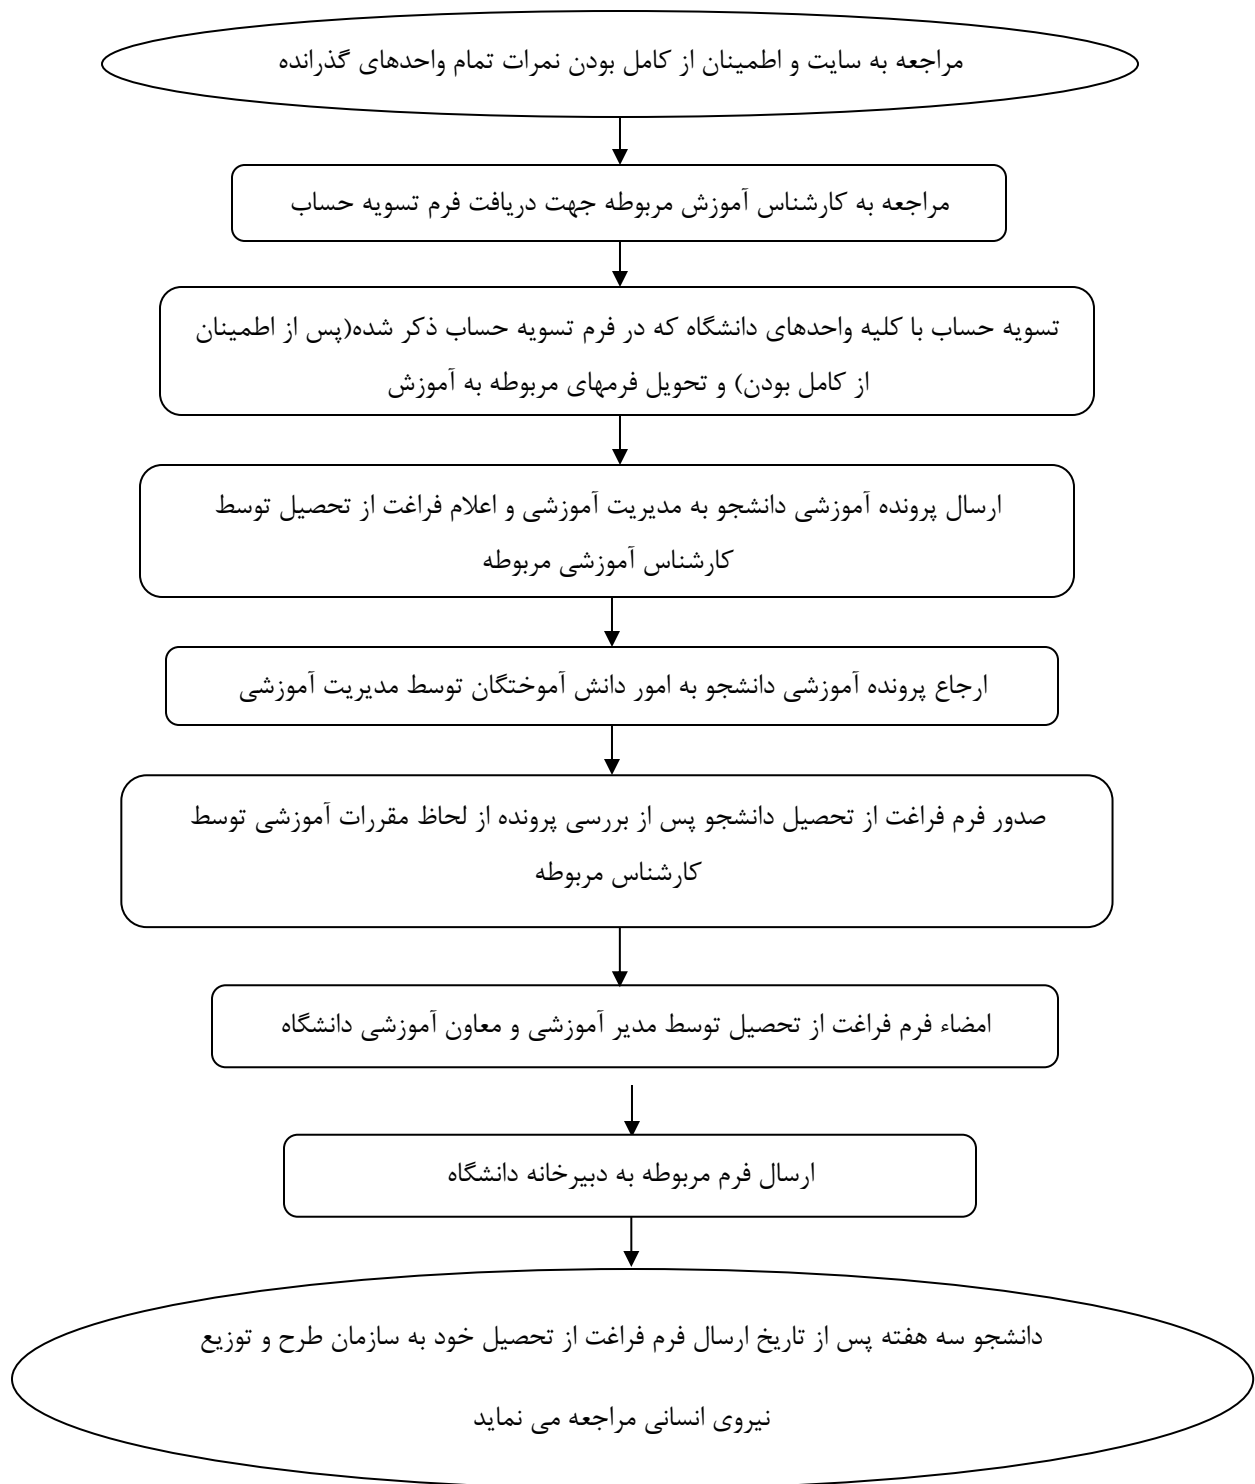 مراجعه به سایت و اطمینان از کامل بودن نمرات تمام واحدهای گذرانده
مراجعه به کارشناس آموزش مربوطه جهت دریافت فرم تسویه حساب
تسویه حساب با کلیه واحدهای دانشگاه که در فرم تسویه حساب ذکر شده(پس از اطمینان
از کامل بودن) و تحویل فرمهای مربوطه به آموزش
ارسال پرونده آموزشی دانشجو به مدیریت آموزشی و اعلام فراغت از تحصیل توسط
کارشناس آموزشی مربوطه
ارجاع پرونده آموزشی دانشجو به امور دانش آموختگان توسط مدیریت آموزشی
صدور فرم فراغت از تحصیل دانشجو پس از بررسی پرونده از لحاظ مقررات آموزشی توسط
کارشناس مربوطه
امضاء فرم فراغت از تحصیل توسط مدیر آموزشی و معاون آموزشی دانشگاه
ارسال فرم مربوطه به دبیرخانه دانشگاه
دانشجو سه هفته پس از تاریخ ارسال فرم فراغت از تحصیل خود به سازمان طرح و توزیع
نیروی انسانی مراجعه می نماید